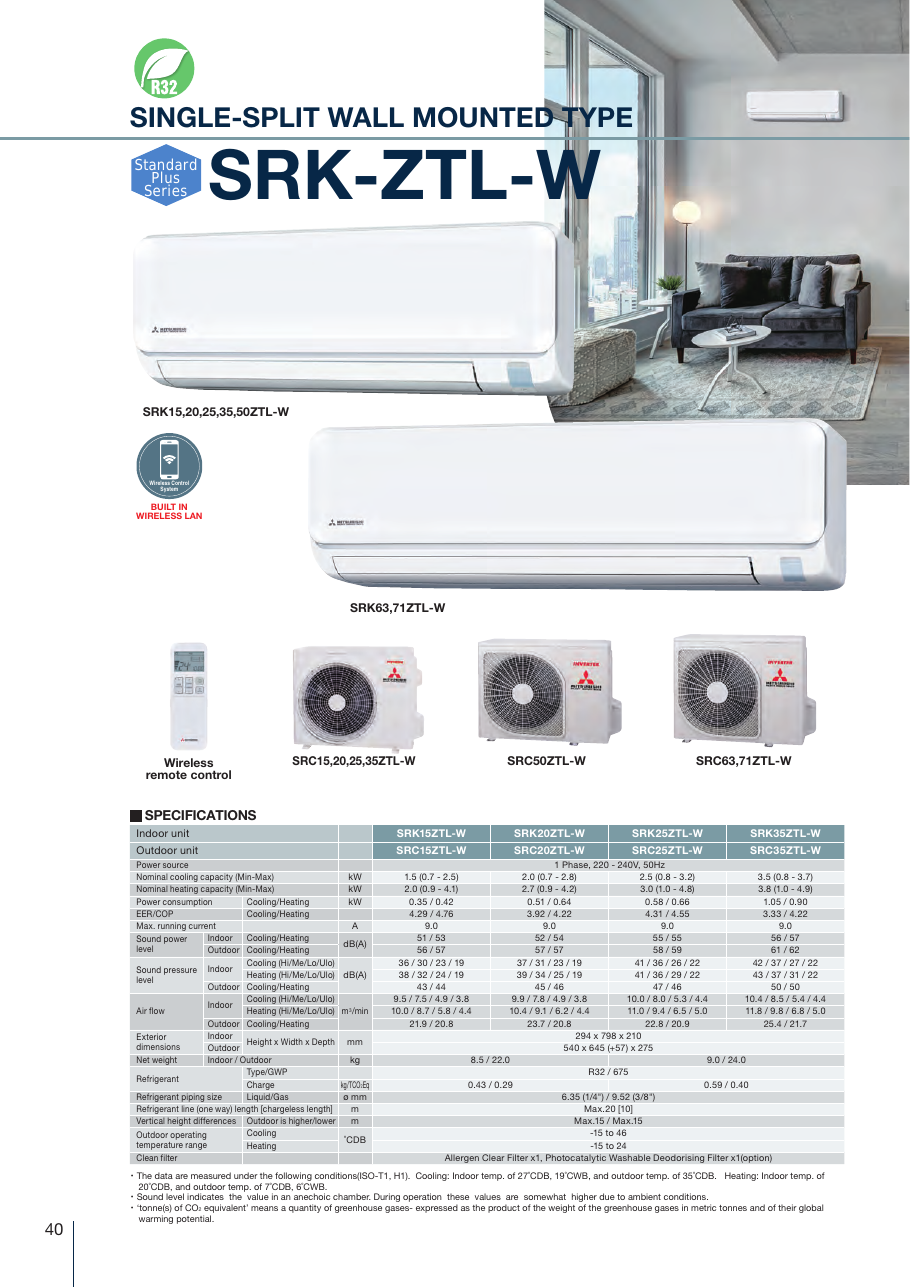 R32
SINGLE-SPLIT WALL MOUNTED TYPE
Standard
Plus
Series
SRK-ZTL-W
SRK15,20,25,35,50ZTL-W
Wireless Control
System
BUILT IN
WIRELESS LAN
SRK63,71ZTL-W
INVERTER
INVERTER
INVERTER
Wireless
remote control
SRC15,20,25,35ZTL-W
SRC50ZTL-W
SRC63,71ZTL-W
SPECIFICATIONS
Indoor unit SRK15ZTL-W SRK20ZTL-W SRK25ZTL-W SRK35ZTL-W
Outdoor unit SRC15ZTL-W SRC20ZTL-W SRC25ZTL-W SRC35ZTL-W
Power source 1 Phase, 220 - 240V, 50Hz
Nominal cooling capacity (Min-Max) kW 1.5 (0.7 - 2.5) 2.0 (0.7 - 2.8) 2.5 (0.8 - 3.2) 3.5 (0.8 - 3.7)
Nominal heating capacity (Min-Max) kW 2.0 (0.9 - 4.1) 2.7 (0.9 - 4.2) 3.0 (1.0 - 4.8) 3.8 (1.0 - 4.9)
Power consumption Cooling/Heating kW 0.35 / 0.42 0.51 / 0.64 0.58 / 0.66 1.05 / 0.90
EER/COP Cooling/Heating 4.29 / 4.76 3.92 / 4.22 4.31 / 4.55 3.33 / 4.22
Max. running current A 9.0 9.0 9.0 9.0
Sound power level Indoor Cooling/Heating dB(A) 51 / 53 52 / 54 55 / 55 56 / 57
Outdoor Cooling/Heating 56 / 57 57 / 57 58 / 59 61 / 62
Sound pressure level Indoor Cooling (Hi/Me/Lo/Ulo) dB(A) 36 / 30 / 23 / 19 37 / 31 / 23 / 19 41 / 36 / 26 / 22 42 / 37 / 27 / 22
Heating (Hi/Me/Lo/Ulo) 38 / 32 / 24 / 19 39 / 34 / 25 / 19 41 / 36 / 29 / 22 43 / 37 / 31 / 22
Outdoor Cooling/Heating 43 / 44 45 / 46 47 / 46 50 / 50
Air flow Indoor Cooling (Hi/Me/Lo/Ulo) m³/min 9.5 / 7.5 / 4.9 / 3.8 9.9 / 7.8 / 4.9 / 3.8 10.0 / 8.0 / 5.3 / 4.4 10.4 / 8.5 / 5.4 / 4.4
Heating (Hi/Me/Lo/Ulo) 10.0 / 8.7 / 5.8 / 4.4 10.4 / 9.1 / 6.2 / 4.4 11.0 / 9.4 / 6.5 / 5.0 11.8 / 9.8 / 6.8 / 5.0
Outdoor Cooling/Heating 21.9 / 20.8 23.7 / 20.8 22.8 / 20.9 25.4 / 21.7
Exterior dimensions Indoor Height x Width x Depth mm 294 x 798 x 210
Outdoor 540 x 645 (+57) x 275
Net weight Indoor / Outdoor kg 8.5 / 22.0 9.0 / 24.0
Refrigerant Type/GWP R32 / 675
Charge kg/TCO₂Eq 0.43 / 0.29 0.59 / 0.40
Refrigerant piping size Liquid/Gas ø mm 6.35 (1/4") / 9.52 (3/8")
Refrigerant line (one way) length [chargeless length] m Max.20 [10]
Vertical height differences Outdoor is higher/lower m Max.15 / Max.15
Outdoor operating temperature range Cooling ˚CDB -15 to 46
Heating -15 to 24
Clean filter Allergen Clear Filter x1, Photocatalytic Washable Deodorising Filter x1(option)
・The data are measured under the following conditions(ISO-T1, H1). Cooling: Indoor temp. of 27˚CDB, 19˚CWB, and outdoor temp. of 35˚CDB. Heating: Indoor temp. of
20˚CDB, and outdoor temp. of 7˚CDB, 6˚CWB.
・Sound level indicates the value in an anechoic chamber. During operation these values are somewhat higher due to ambient conditions.
・‘tonne(s) of CO₂ equivalent’ means a quantity of greenhouse gases- expressed as the product of the weight of the greenhouse gases in metric tonnes and of their global
warming potential.
40